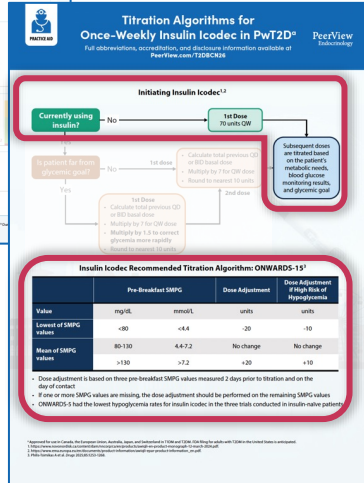 PRACTICE AID
Titration Algorithms for
Once-Weekly Insulin Icodec in PwT2Dᵃ
Full abbreviations, accreditation, and disclosure information available at
PeerView.com/T2DBCN26
PeerView
Endocrinology
Initiating Insulin Icodec¹,²
Currently using
insulin?
No
1st Dose
70 units QW
Subsequent doses
are titrated based
on the patient's
metabolic needs,
blood glucose
monitoring results,
and glycemic goal
Yes
Is patient far from
glycemic goal?
No
1st dose
• Calculate total previous QD
or BID basal dose
• Multiply by 7 for QW dose
• Round to nearest 10 units
2nd dose
Yes
1st Dose
• Calculate total previous QD
or BID basal dose
• Multiply by 7 for QW dose
• Multiply by 1.5 to correct
glycemia more rapidly
• Round to nearest 10 units
Insulin Icodec Recommended Titration Algorithm: ONWARDS-15³
Pre-Breakfast SMPG Dose Adjustment Dose Adjustment
if High Risk of
Hypoglycemia
Value mg/dL mmol/L units units
Lowest of SMPG
values <80 <4.4 -20 -10
Mean of SMPG
values 80-130 4.4-7.2 No change No change
>130 >7.2 +20 +10
• Dose adjustment is based on three pre-breakfast SMPG values measured 2 days prior to titration and on the
day of contact
• If one or more SMPG values are missing, the dose adjustment should be performed on the remaining SMPG values
• ONWARDS-5 had the lowest hypoglycemia rates for insulin icodec in the three trials conducted in insulin-naive patients